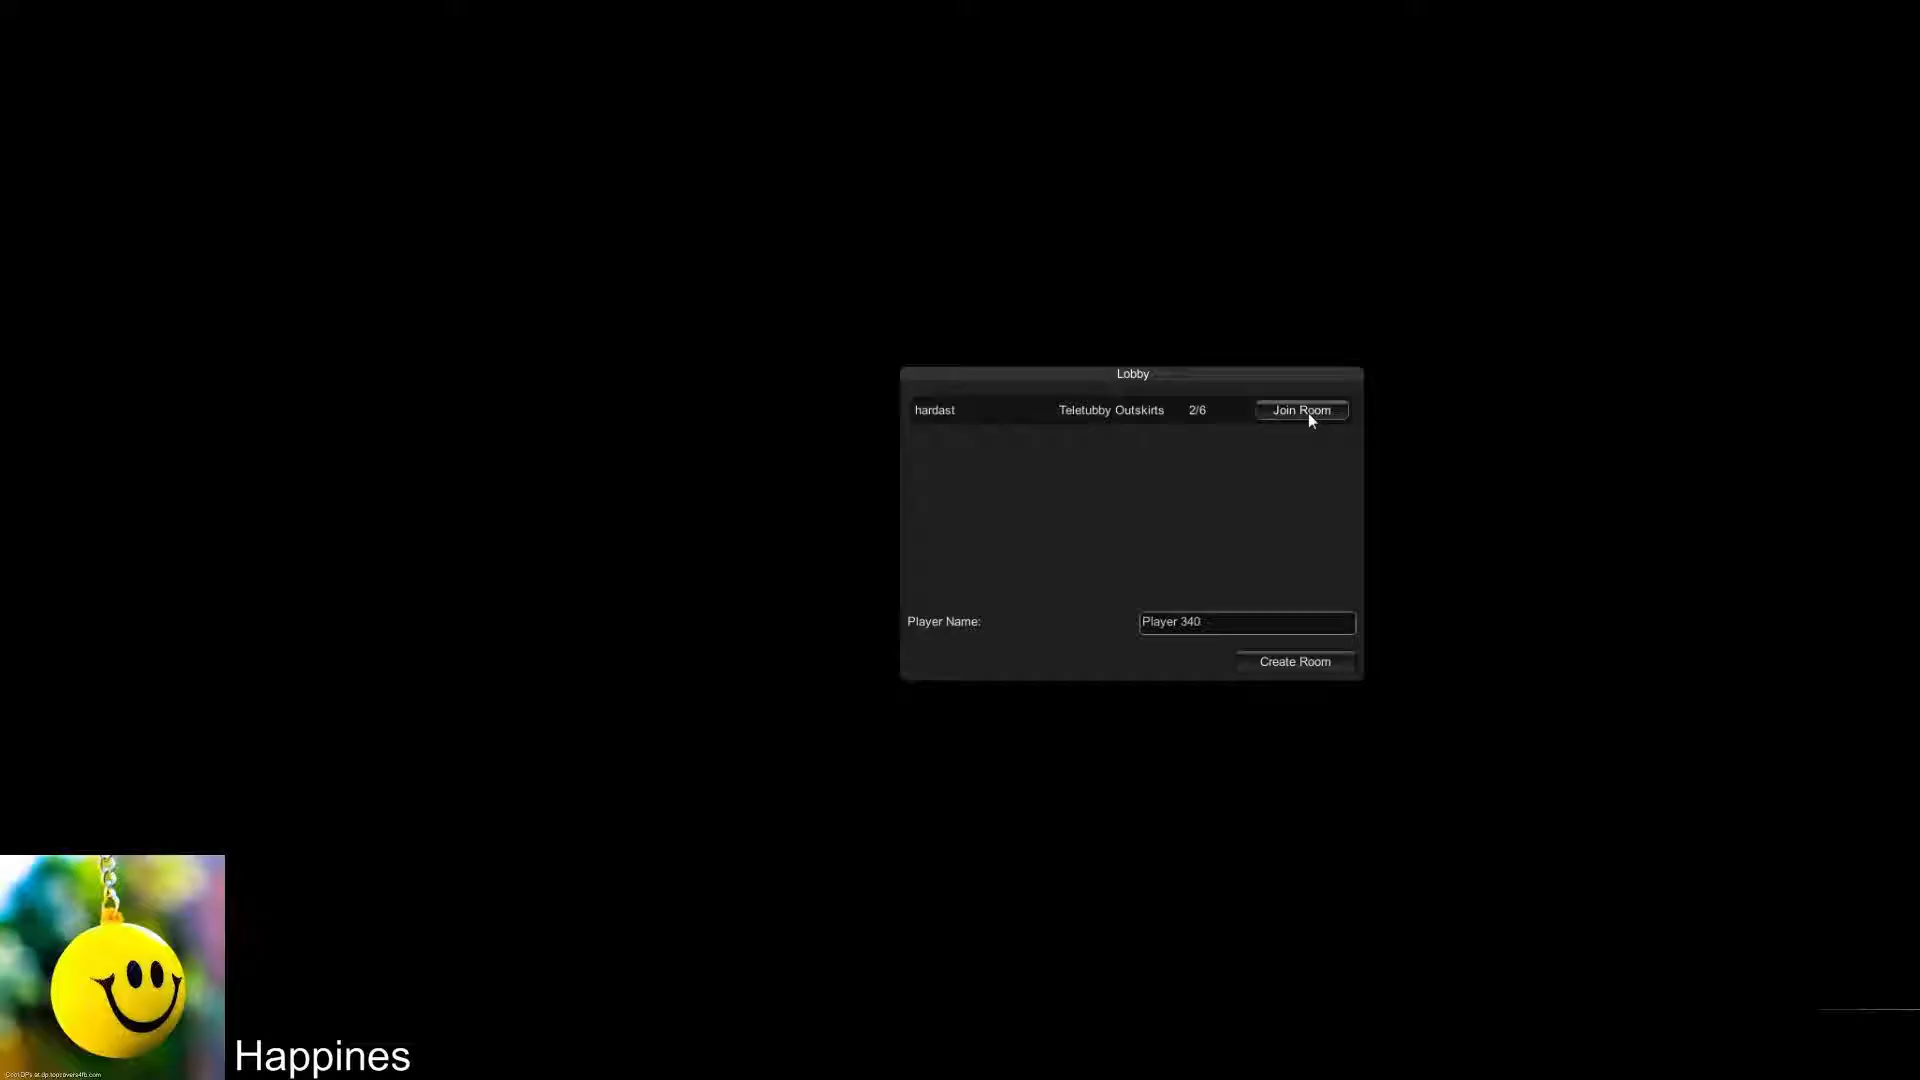 Lobby
hardast Teletubby Outskirts 2/6 Join Room
Player Name: Player 340
Create Room
Happines